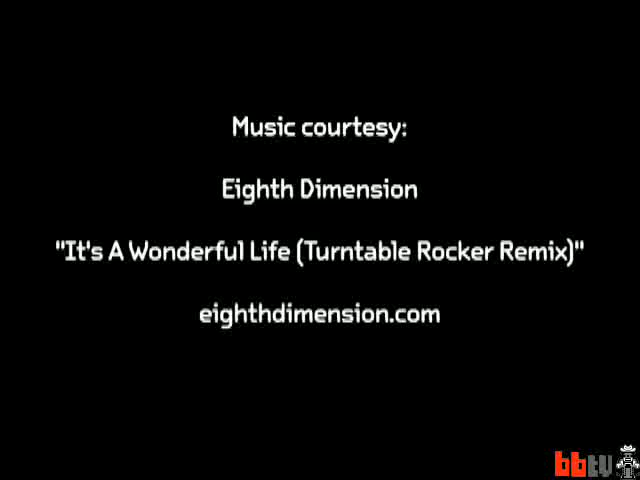 Music courtesy:
Eighth Dimension
"It's A Wonderful Life (Turntable Rocker Remix)"
eighthdimension.com
bbtv